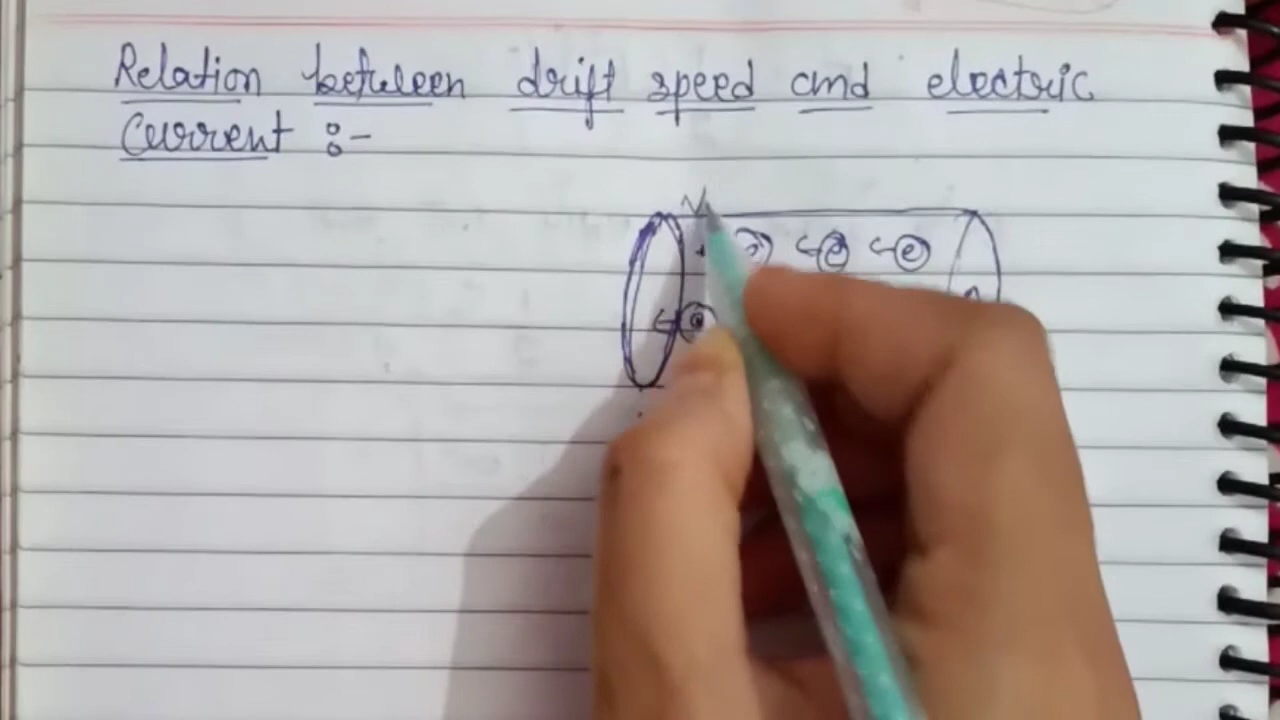 Relation between drift speed and electric
Current :-
V
e e e
e